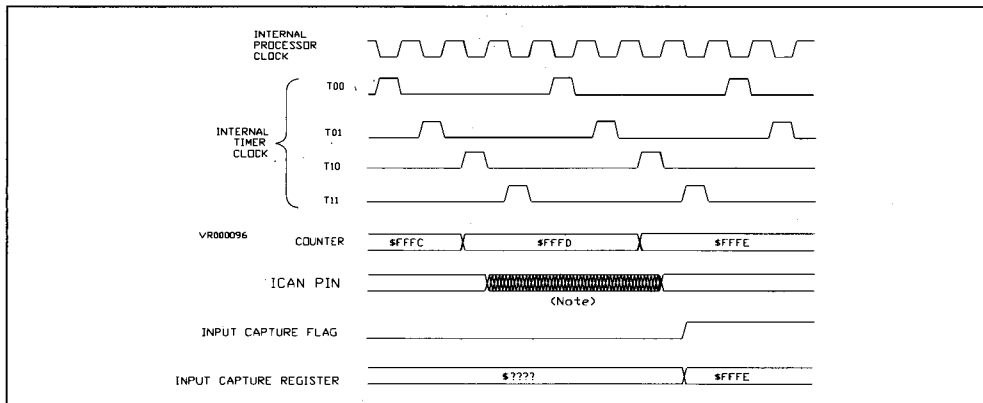 INTERNAL
PROCESSOR
CLOCK
T00
INTERNAL
TIMER
CLOCK
T01
T10
T11
VR000096
COUNTER
$FFFC
$FFFD
$FFFE
ICAN PIN
(Note)
INPUT CAPTURE FLAG
INPUT CAPTURE REGISTER
$????
$FFFE